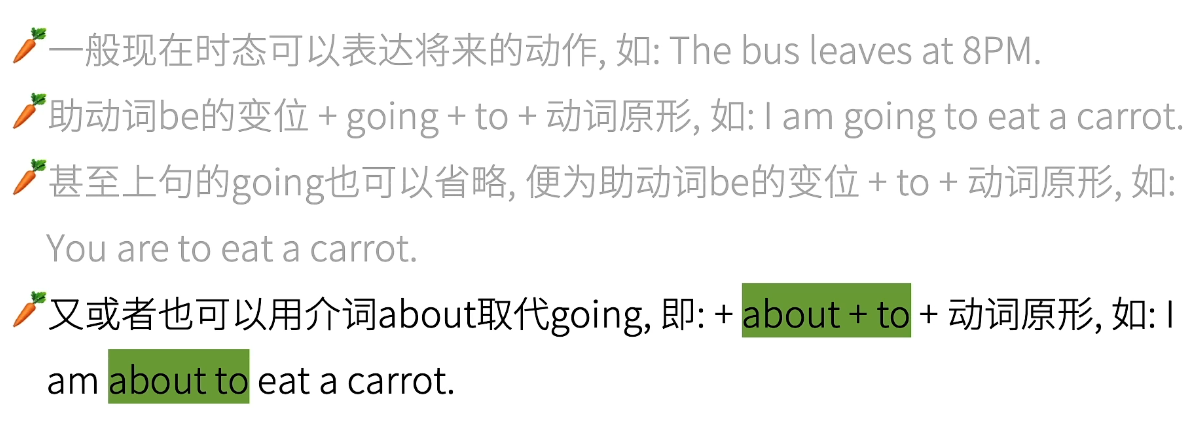 🥕一般现在时态可以表达将来的动作, 如: The bus leaves at 8PM.
🥕助动词be的变位 + going + to + 动词原形, 如: I am going to eat a carrot.
🥕甚至上句的going也可以省略, 便为助动词be的变位 + to + 动词原形, 如:
You are to eat a carrot.
🥕又或者也可以用介词about取代going, 即: + about + to + 动词原形, 如: I
am about to eat a carrot.